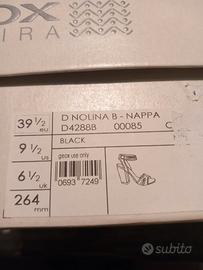 OX
IRA
39 1/2 eu
9 1/2 us
6 1/2 uk
264 mm
D NOLINA B - NAPPA
D4288B 00085 C
BLACK
geox use only
0693 7249
subito